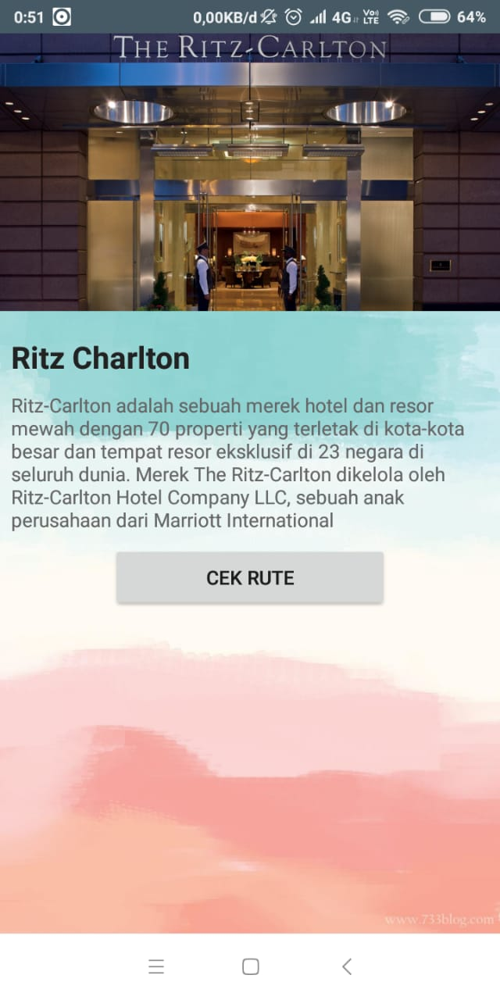 0:51 0,00KB/d 4G Vo)) LTE 64%
THE RITZ-CARLTON
Ritz Charlton
Ritz-Carlton adalah sebuah merek hotel dan resor
mewah dengan 70 properti yang terletak di kota-kota
besar dan tempat resor eksklusif di 23 negara di
seluruh dunia. Merek The Ritz-Carlton dikelola oleh
Ritz-Carlton Hotel Company LLC, sebuah anak
perusahaan dari Marriott International
CEK RUTE
www.733blog.com